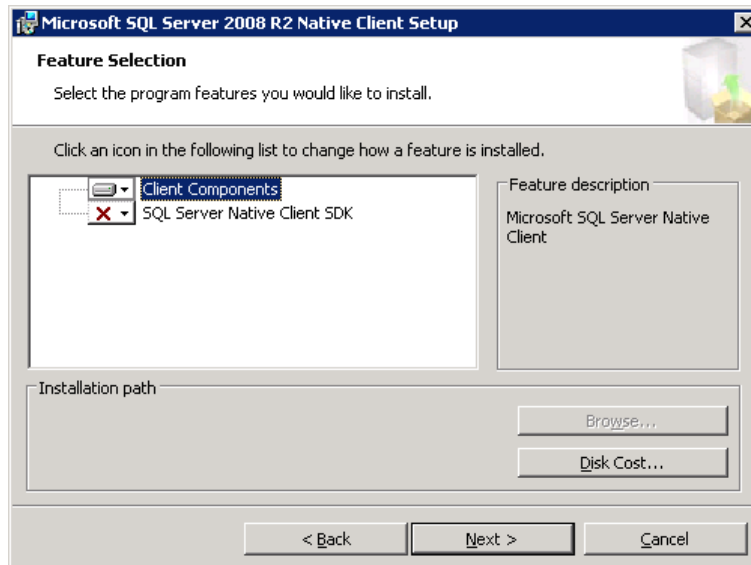 Microsoft SQL Server 2008 R2 Native Client Setup
Feature Selection
Select the program features you would like to install.
Click an icon in the following list to change how a feature is installed.
Client Components
SQL Server Native Client SDK
Feature description
Microsoft SQL Server Native
Client
Installation path
Browse...
Disk Cost...
< Back
Next >
Cancel